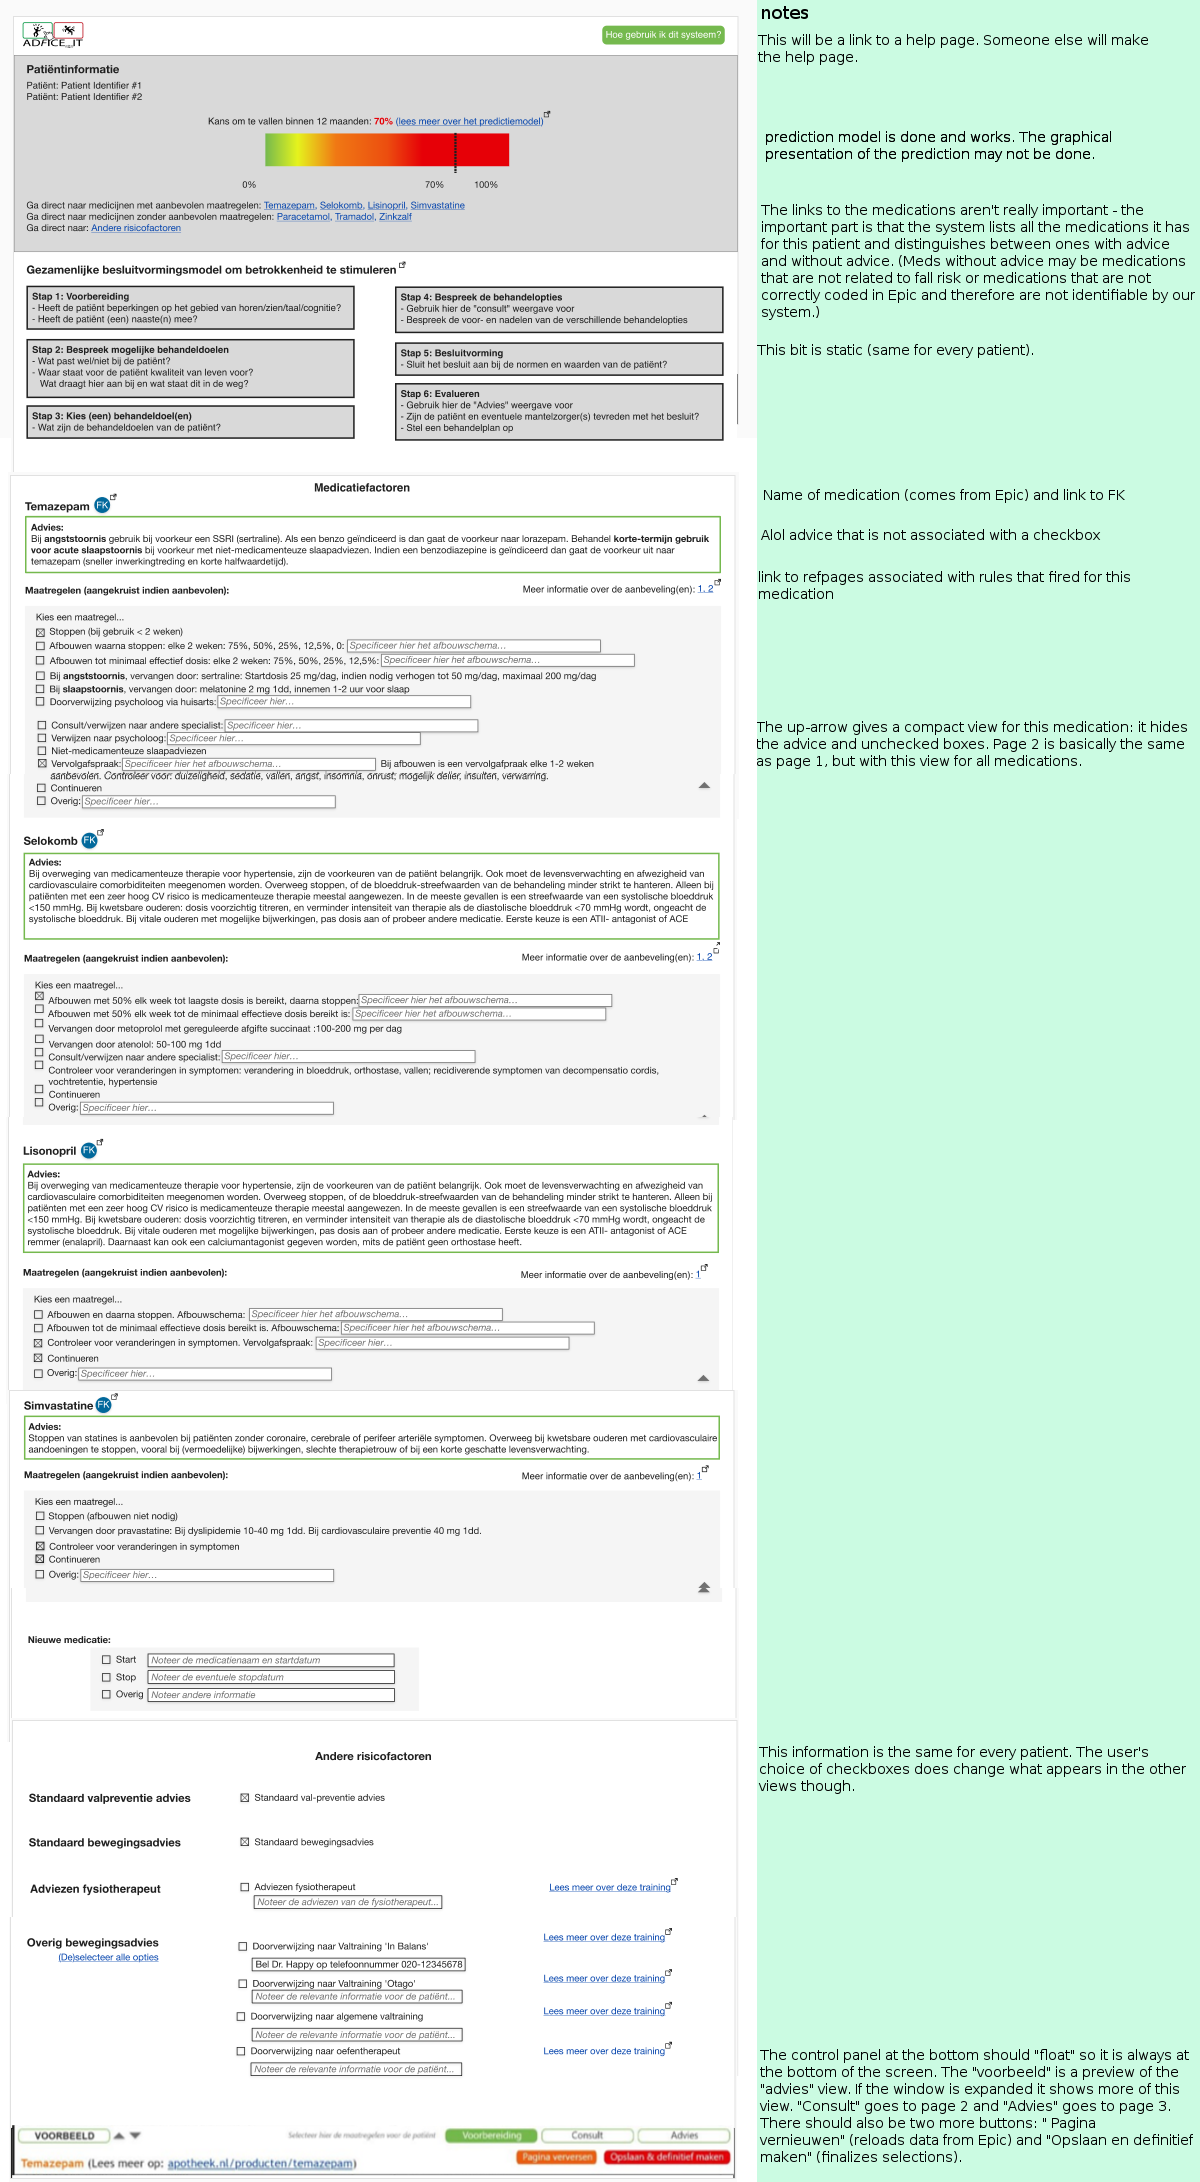 notes
ADFICE_IT
Hoe gebruik ik dit systeem?
This will be a link to a help page. Someone else will make
the help page.
Patiëntinformatie
Patiënt: Patient Identifier #1
Patiënt: Patient Identifier #2
Kans om te vallen binnen 12 maanden: 70% (lees meer over het predictiemodel)
prediction model is done and works. The graphical
presentation of the prediction may not be done.
0% 70% 100%
Ga direct naar medicijnen met aanbevolen maatregelen: Temazepam, Selokomb, Lisinopril, Simvastatine
Ga direct naar medicijnen zonder aanbevolen maatregelen: Paracetamol, Tramadol, Zinkzalf
Ga direct naar: Andere risicofactoren
The links to the medications aren't really important - the
important part is that the system lists all the medications it has
for this patient and distinguishes between ones with advice
and without advice. (Meds without advice may be medications
that are not related to fall risk or medications that are not
correctly coded in Epic and therefore are not identifiable by our
system.)
Gezamenlijke besluitvormingsmodel om betrokkenheid te stimuleren
Stap 1: Voorbereiding
- Heeft de patiënt beperkingen op het gebied van horen/zien/taal/cognitie?
- Heeft de patiënt (een) naaste(n) mee?
Stap 2: Bespreek mogelijke behandeldoelen
- Wat past wel/niet bij de patiënt?
- Waar staat voor de patiënt kwaliteit van leven voor?
Wat draagt hier aan bij en wat staat dit in de weg?
Stap 3: Kies (een) behandeldoel(en)
- Wat zijn de behandeldoelen van de patiënt?
Stap 4: Bespreek de behandelopties
- Gebruik hier de "consult" weergave voor
- Bespreek de voor- en nadelen van de verschillende behandelopties
Stap 5: Besluitvorming
- Sluit het besluit aan bij de normen en waarden van de patiënt?
Stap 6: Evalueren
- Gebruik hier de "Advies" weergave voor
- Zijn de patiënt en eventuele mantelzorger(s) tevreden met het besluit?
- Stel een behandelplan op
This bit is static (same for every patient).
Medicatiefactoren
Temazepam FK
Name of medication (comes from Epic) and link to FK
Advies:
Bij angststoornis gebruik bij voorkeur een SSRI (sertraline). Als een benzo geïndiceerd is dan gaat de voorkeur naar lorazepam. Behandel korte-termijn gebruik
voor acute slaapstoornis bij voorkeur met niet-medicamenteuze slaapadviezen. Indien een benzodiazepine is geïndiceerd dan gaat de voorkeur uit naar
temazepam (sneller inwerkingtreding en korte halfwaardetijd).
Alol advice that is not associated with a checkbox
Maatregelen (aangekruist indien aanbevolen):
Meer informatie over de aanbeveling(en): 1, 2
link to refpages associated with rules that fired for this
medication
Kies een maatregel...
Stoppen (bij gebruik < 2 weken)
Afbouwen waarna stoppen: elke 2 weken: 75%, 50%, 25%, 12,5%, 0: Specificeer hier het afbouwschema...
Afbouwen tot minimaal effectief dosis: elke 2 weken: 75%, 50%, 25%, 12,5%: Specificeer hier het afbouwschema...
Bij angststoornis, vervangen door: sertraline: Startdosis 25 mg/dag, indien nodig verhogen tot 50 mg/dag, maximaal 200 mg/dag
Bij slaapstoornis, vervangen door: melatonine 2 mg 1dd, innemen 1-2 uur voor slaap
Doorverwijzing psycholoog via huisarts: Specificeer hier...
Consult/verwijzen naar andere specialist: Specificeer hier...
Verwijzen naar psycholoog: Specificeer hier...
Niet-medicamenteuze slaapadviezen
Vervolgafspraak: Specificeer hier het afbouwschema... Bij afbouwen is een vervolgafspraak elke 1-2 weken
aanbevolen. Controleer voor: duizeligheid, sedatie, vallen, angst, insomnia, onrust; mogelijk delier, insulten, verwarring.
Continueren
Overig: Specificeer hier...
The up-arrow gives a compact view for this medication: it hides
the advice and unchecked boxes. Page 2 is basically the same
as page 1, but with this view for all medications.
Selokomb FK
Advies:
Bij overweging van medicamenteuze therapie voor hypertensie, zijn de voorkeuren van de patiënt belangrijk. Ook moet de levensverwachting en afwezigheid van
cardiovasculaire comorbiditeiten meegenomen worden. Overweeg stoppen, of de bloeddruk-streefwaarden van de behandeling minder strikt te hanteren. Alleen bij
patiënten met een zeer hoog CV risico is medicamenteuze therapie meestal aangewezen. In de meeste gevallen is een streefwaarde van een systolische bloeddruk
<150 mmHg. Bij kwetsbare ouderen: dosis voorzichtig titreren, en verminder intensiteit van therapie als de diastolische bloeddruk <70 mmHg wordt, ongeacht de
systolische bloeddruk. Bij vitale ouderen met mogelijke bijwerkingen, pas dosis aan of probeer andere medicatie. Eerste keuze is een ATII- antagonist of ACE
Maatregelen (aangekruist indien aanbevolen):
Meer informatie over de aanbeveling(en): 1, 2
Kies een maatregel...
Afbouwen met 50% elk week tot laagste dosis is bereikt, daarna stoppen: Specificeer hier het afbouwschema...
Afbouwen met 50% elk week tot de minimaal effectieve dosis bereikt is: Specificeer hier het afbouwschema...
Vervangen door metoprolol met gereguleerde afgifte succinaat :100-200 mg per dag
Vervangen door atenolol: 50-100 mg 1dd
Consult/verwijzen naar andere specialist: Specificeer hier...
Controleer voor veranderingen in symptomen: verandering in bloeddruk, orthostase, vallen; recidiverende symptomen van decompensatio cordis,
vochtretentie, hypertensie
Continueren
Overig: Specificeer hier...
Lisonopril FK
Advies:
Bij overweging van medicamenteuze therapie voor hypertensie, zijn de voorkeuren van de patiënt belangrijk. Ook moet de levensverwachting en afwezigheid van
cardiovasculaire comorbiditeiten meegenomen worden. Overweeg stoppen, of de bloeddruk-streefwaarden van de behandeling minder strikt te hanteren. Alleen bij
patiënten met een zeer hoog CV risico is medicamenteuze therapie meestal aangewezen. In de meeste gevallen is een streefwaarde van een systolische bloeddruk
<150 mmHg. Bij kwetsbare ouderen: dosis voorzichtig titreren, en verminder intensiteit van therapie als de diastolische bloeddruk <70 mmHg wordt, ongeacht de
systolische bloeddruk. Bij vitale ouderen met mogelijke bijwerkingen, pas dosis aan of probeer andere medicatie. Eerste keuze is een ATII- antagonist of ACE
remmer (enalapril). Daarnaast kan ook een calciumantagonist gegeven worden, mits de patiënt geen orthostase heeft.
Maatregelen (aangekruist indien aanbevolen):
Meer informatie over de aanbeveling(en): 1
Kies een maatregel...
Afbouwen en daarna stoppen. Afbouwschema: Specificeer hier het afbouwschema...
Afbouwen tot de minimaal effectieve dosis bereikt is. Afbouwschema: Specificeer hier het afbouwschema...
Controleer voor veranderingen in symptomen. Vervolgafspraak: Specificeer hier...
Continueren
Overig: Specificeer hier...
Simvastatine FK
Advies:
Stoppen van statines is aanbevolen bij patiënten zonder coronaire, cerebrale of perifeer arteriële symptomen. Overweeg bij kwetsbare ouderen met cardiovasculaire
aandoeningen te stoppen, vooral bij (vermoedelijke) bijwerkingen, slechte therapietrouw of bij een korte geschatte levensverwachting.
Maatregelen (aangekruist indien aanbevolen):
Meer informatie over de aanbeveling(en): 1
Kies een maatregel...
Stoppen (afbouwen niet nodig)
Vervangen door pravastatine: Bij dyslipidemie 10-40 mg 1dd. Bij cardiovasculaire preventie 40 mg 1dd.
Controleer voor veranderingen in symptomen
Continueren
Overig: Specificeer hier...
Nieuwe medicatie:
Start Noteer de medicatienaam en startdatum
Stop Noteer de eventuele stopdatum
Overig Noteer andere informatie
Andere risicofactoren
This information is the same for every patient. The user's
choice of checkboxes does change what appears in the other
views though.
Standaard valpreventie advies
Standaard val-preventie advies
Standaard bewegingsadvies
Standaard bewegingsadvies
Adviezen fysiotherapeut
Adviezen fysiotherapeut
Lees meer over deze training
Noteer de adviezen van de fysiotherapeut...
Overig bewegingsadvies
(De)selecteer alle opties
Doorverwijzing naar Valtraining 'In Balans'
Lees meer over deze training
Bel Dr. Happy op telefoonnummer 020-12345678
Doorverwijzing naar Valtraining 'Otago'
Lees meer over deze training
Noteer de relevante informatie voor de patiënt...
Doorverwijzing naar algemene valtraining
Lees meer over deze training
Noteer de relevante informatie voor de patiënt...
Doorverwijzing naar oefentherapeut
Lees meer over deze training
Noteer de relevante informatie voor de patiënt...
The control panel at the bottom should "float" so it is always at
the bottom of the screen. The "voorbeeld" is a preview of the
"advies" view. If the window is expanded it shows more of this
view. "Consult" goes to page 2 and "Advies" goes to page 3.
There should also be two more buttons: " Pagina
vernieuwen" (reloads data from Epic) and "Opslaan en definitief
maken" (finalizes selections).
VOORBEELD
Selecteer hier de maatregelen voor de patiënt
Voorbereiding Consult Advies
Temazepam (Lees meer op: apotheek.nl/producten/temazepam)
Pagina verversen Opslaan & definitief maken